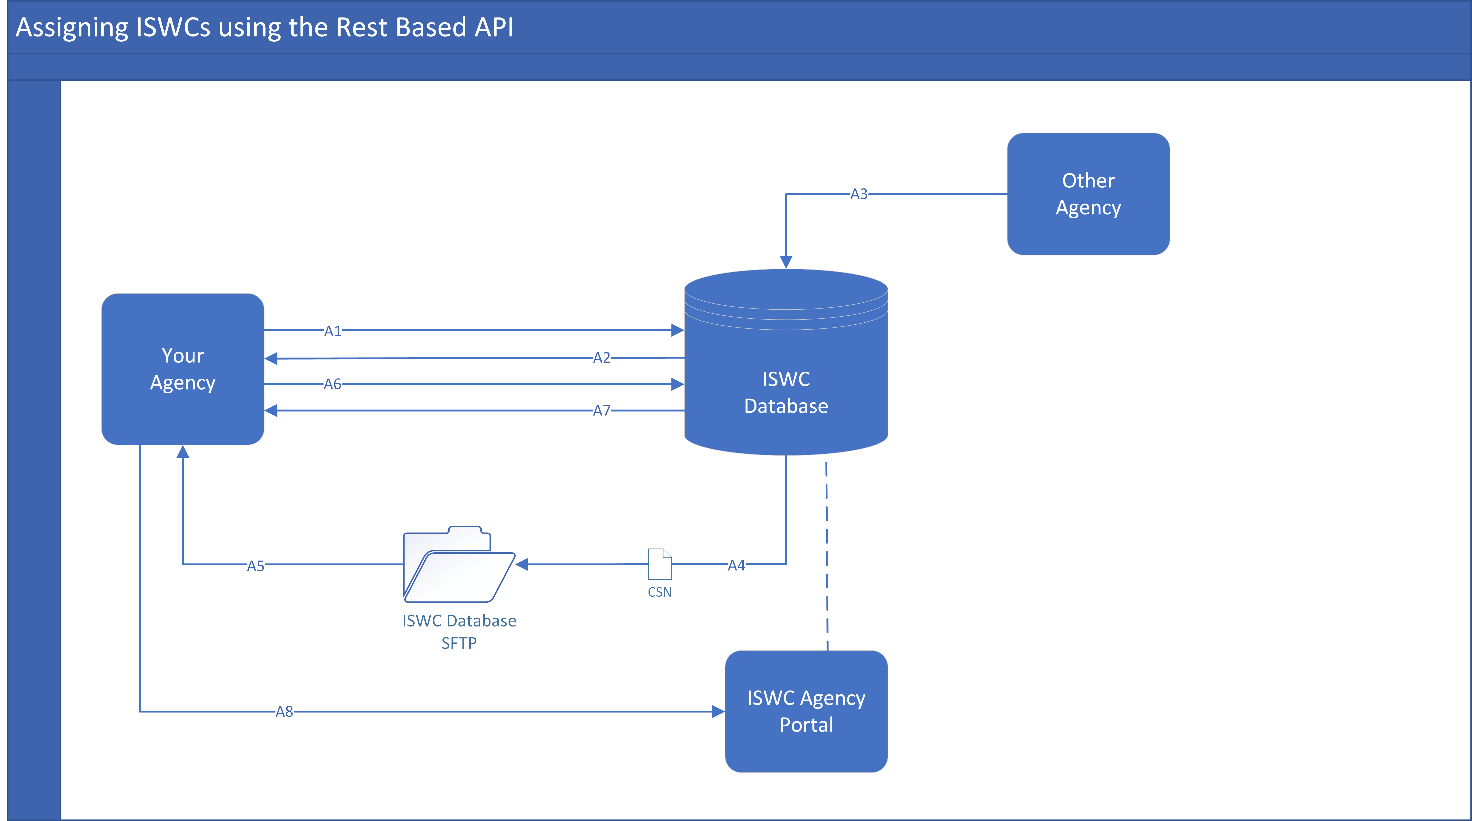 Assigning ISWCs using the Rest Based API
Other
Agency
A3
Your
Agency
A1
A2
A6
A7
ISWC
Database
A5
A4
CSN
ISWC Database
SFTP
ISWC Agency
Portal
A8